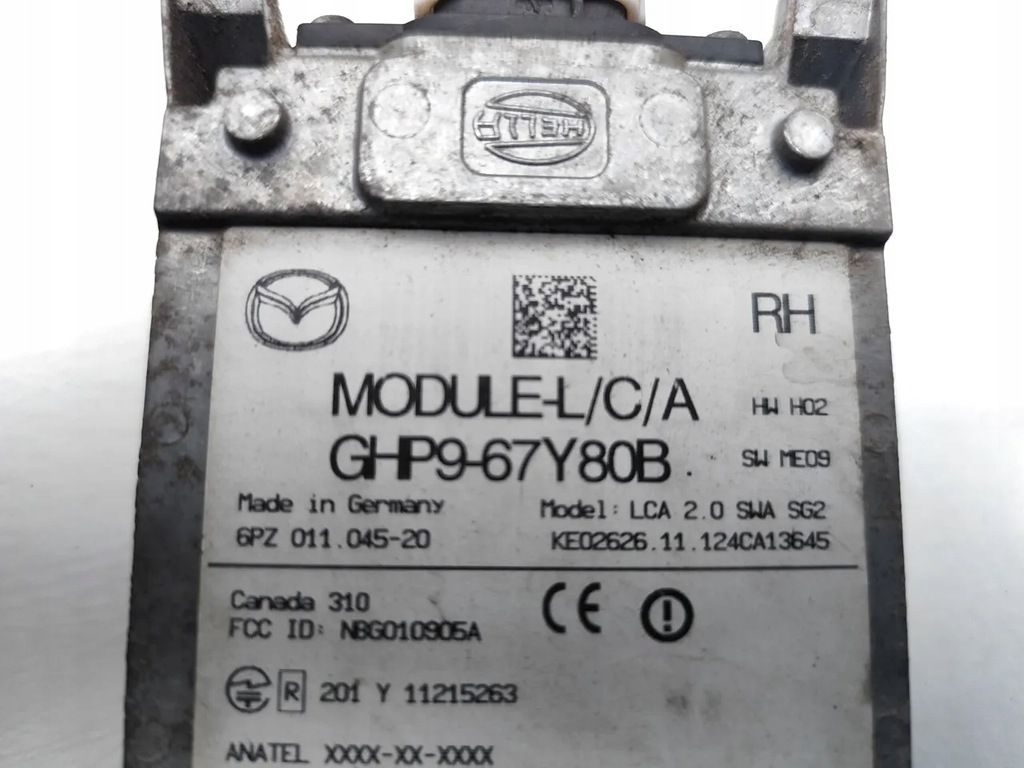 HELLA
RH
MODULE-L/C/A
HW H02
GHP9-67Y80B.
SW ME09
Made in Germany
Model: LCA 2.0 SWA SG2
6PZ 011.045-20
KE02626.11.124CA13645
Canada 310
FCC ID: NBG010905A
CE
R 201 Y 11215263
ANATEL XXXX-XX-XXXX